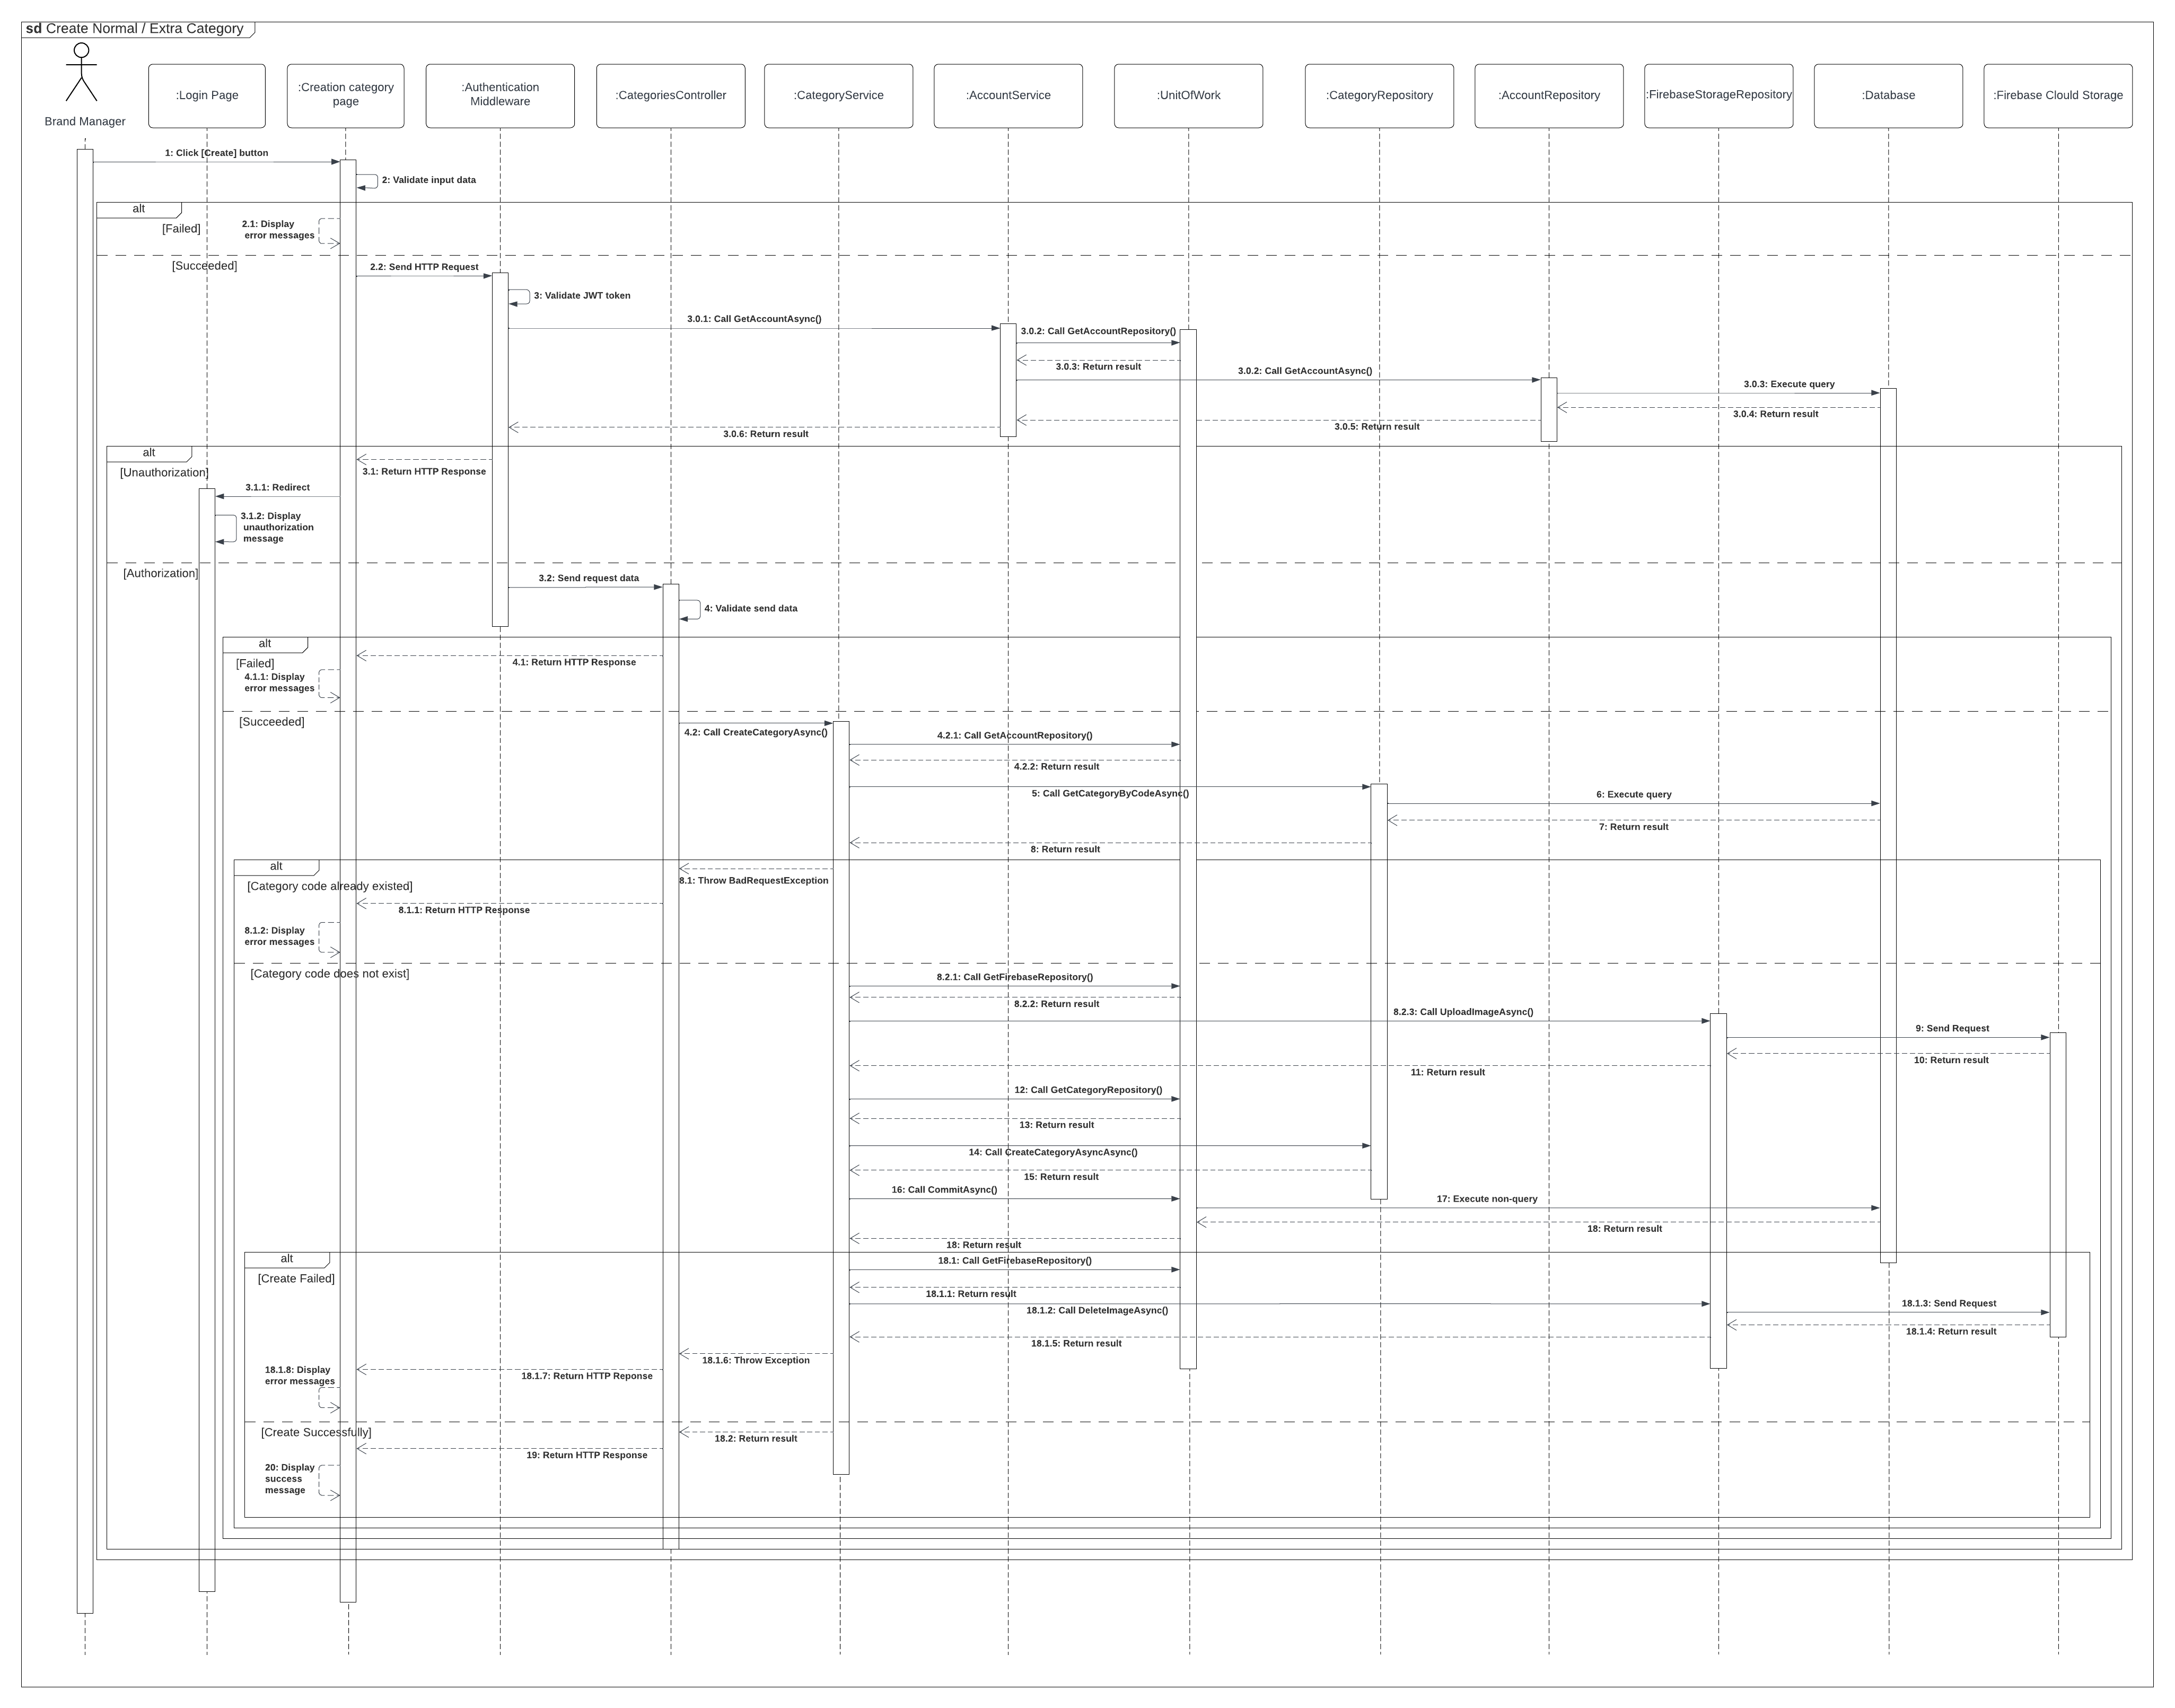 sd Create Normal / Extra Category
Brand Manager
:Login Page
:Creation category
page
:Authentication
Middleware
:CategoriesController
:CategoryService
:AccountService
:UnitOfWork
:CategoryRepository
:AccountRepository
:FirebaseStorageRepository
:Database
:Firebase Clould Storage
1: Click [Create] button
2: Validate input data
alt
[Failed]
2.1: Display
error messages
[Succeeded]
2.2: Send HTTP Request
3: Validate JWT token
3.0.1: Call GetAccountAsync()
3.0.2: Call GetAccountRepository()
3.0.3: Return result
3.0.2: Call GetAccountAsync()
3.0.3: Execute query
3.0.4: Return result
3.0.5: Return result
3.0.6: Return result
alt
[Unauthorization]
3.1: Return HTTP Response
3.1.1: Redirect
3.1.2: Display
unauthorization
message
[Authorization]
3.2: Send request data
4: Validate send data
alt
[Failed]
4.1: Return HTTP Response
4.1.1: Display
error messages
[Succeeded]
4.2: Call CreateCategoryAsync()
4.2.1: Call GetAccountRepository()
4.2.2: Return result
5: Call GetCategoryByCodeAsync()
6: Execute query
7: Return result
8: Return result
alt
[Category code already existed]
8.1: Throw BadRequestException
8.1.1: Return HTTP Response
8.1.2: Display
error messages
[Category code does not exist]
8.2.1: Call GetFirebaseRepository()
8.2.2: Return result
8.2.3: Call UploadImageAsync()
9: Send Request
10: Return result
11: Return result
12: Call GetCategoryRepository()
13: Return result
14: Call CreateCategoryAsyncAsync()
15: Return result
16: Call CommitAsync()
17: Execute non-query
18: Return result
18: Return result
alt
[Create Failed]
18.1: Call GetFirebaseRepository()
18.1.1: Return result
18.1.2: Call DeleteImageAsync()
18.1.3: Send Request
18.1.4: Return result
18.1.5: Return result
18.1.6: Throw Exception
18.1.7: Return HTTP Reponse
18.1.8: Display
error messages
[Create Successfully]
18.2: Return result
19: Return HTTP Response
20: Display
success
message